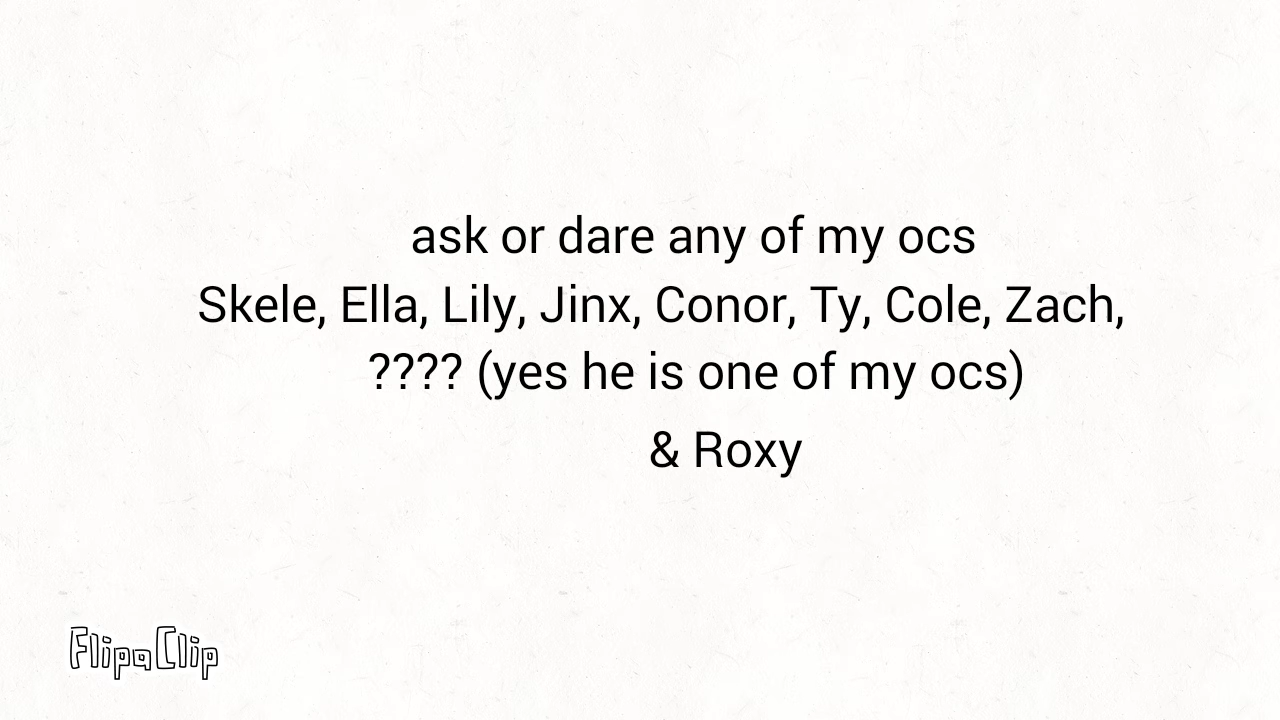 ask or dare any of my ocs
Skele, Ella, Lily, Jinx, Conor, Ty, Cole, Zach,
???? (yes he is one of my ocs)
& Roxy
FlipaClip